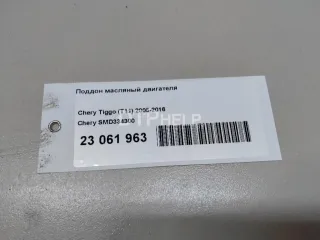 Поддон масляный двигателя
Chery Tiggo (T11) 2005-2016
Chery SMD334300
23 061 963